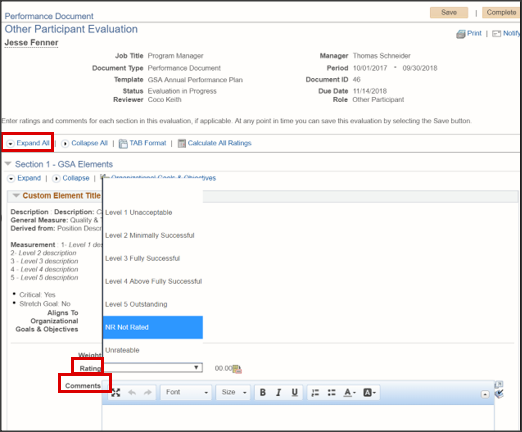 Performance Document
Save | Complete
Other Participant Evaluation
Jesse Fenner
Print | Notify
Job Title Program Manager Manager Thomas Schneider
Document Type Performance Document Period 10/01/2017 - 09/30/2018
Template GSA Annual Performance Plan Document ID 46
Status Evaluation in Progress Due Date 11/14/2018
Reviewer Coco Keith Role Other Participant
Enter ratings and comments for each section in this evaluation, if applicable. At any point in time you can save this evaluation by selecting the Save button.
Expand All | Collapse All | TAB Format | Calculate All Ratings
Section 1 - GSA Elements
Expand | Collapse | Organizational Goals & Objectives
Custom Element Title
Level 1 Unacceptable
Description Description:
General Measure: Quality &
Derived from: Position
Level 2 Minimally Successful
Measurement 1- Level 1
2- Level 2 description
3 - Level 3 description
4 - Level 4 description
5 - Level 5 description
Level 3 Fully Successful
Level 4 Above Fully Successful
Critical: Yes
Stretch Goal: No
Level 5 Outstanding
Aligns To
Organizational
Goals & Objectives
NR Not Rated
Unrateable
Weight
Rating 00.00
Comments Font Size B I U A A